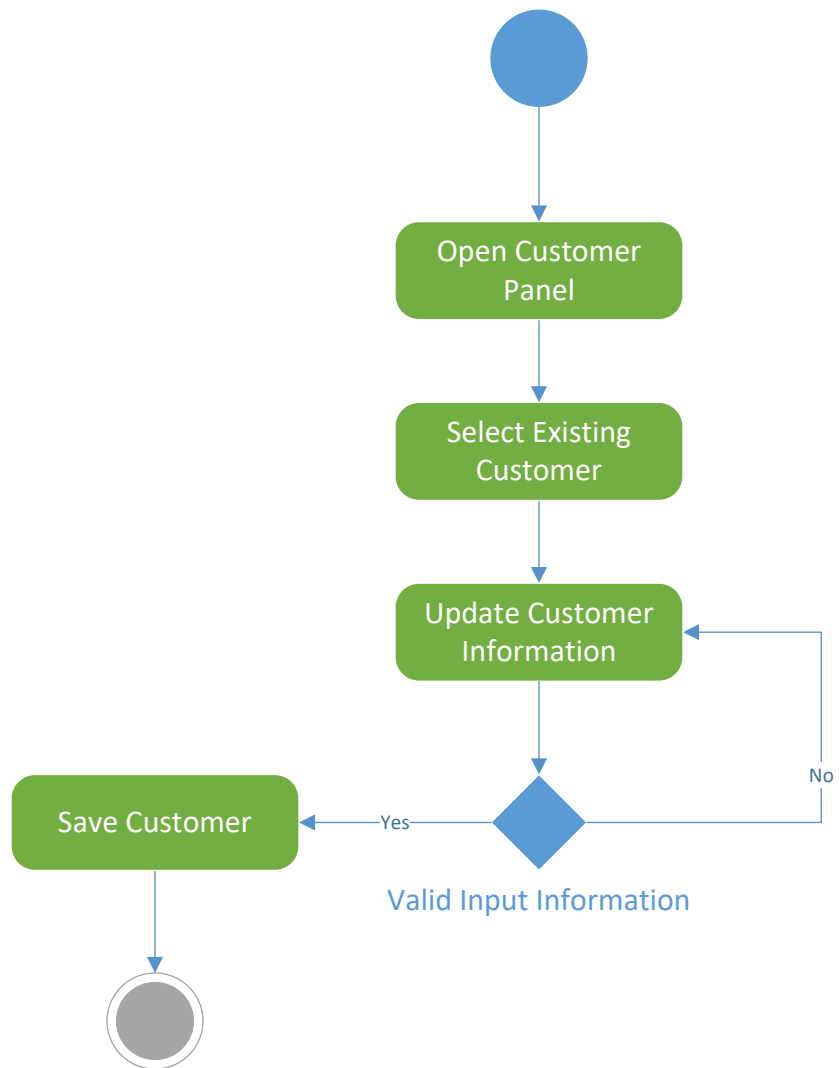 Open Customer
Panel
Select Existing
Customer
Update Customer
Information
No
Save Customer
Yes
Valid Input Information